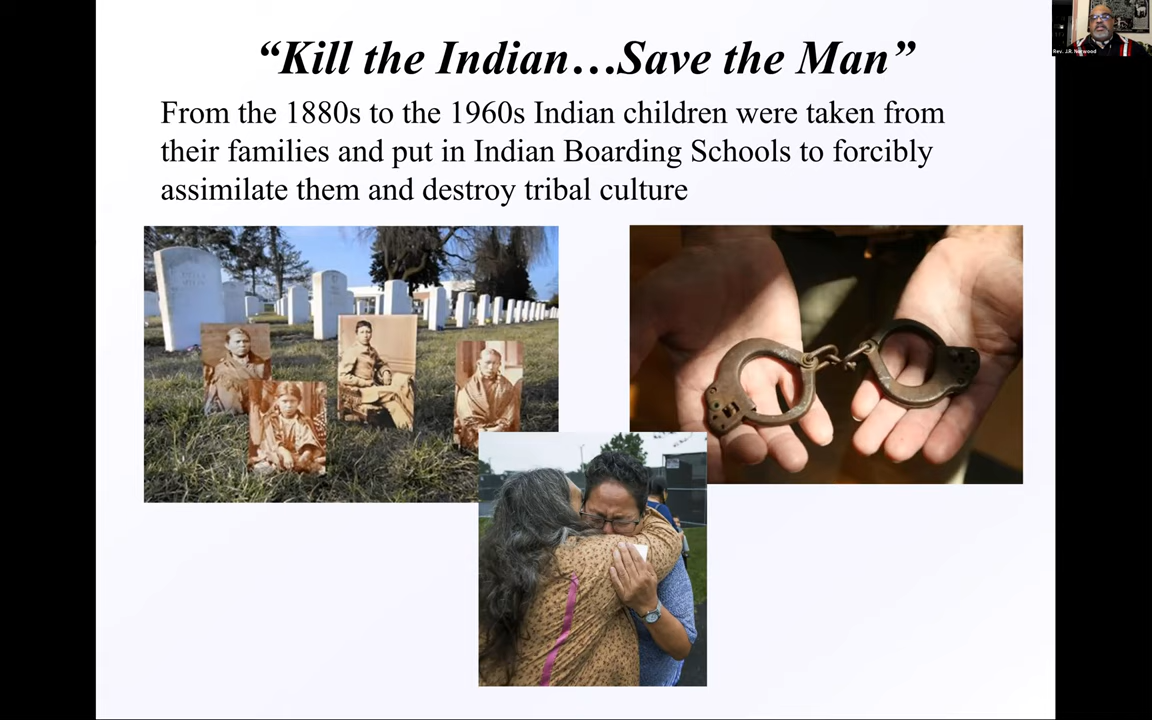 “Kill the Indian…Save the Man”
From the 1880s to the 1960s Indian children were taken from
their families and put in Indian Boarding Schools to forcibly
assimilate them and destroy tribal culture
Rev. J.R. Norwood